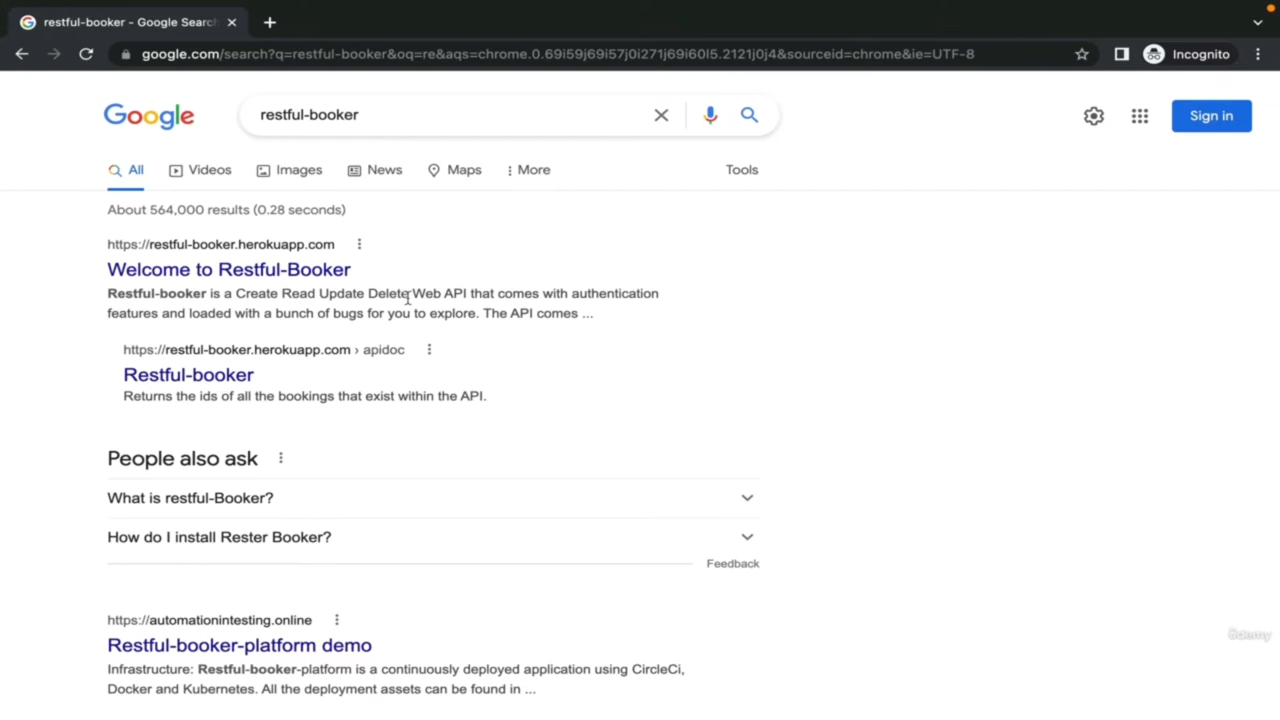 restful-booker - Google Search
google.com/search?q=restful-booker&oq=re&aqs=chrome.0.69i59j69i57j0i271j69i60l5.2121j0j4&sourceid=chrome&ie=UTF-8
Incognito
Google
restful-booker
Sign in
All
Videos
Images
News
Maps
More
Tools
About 564,000 results (0.28 seconds)
https://restful-booker.herokuapp.com
Welcome to Restful-Booker
Restful-booker is a Create Read Update Delete Web API that comes with authentication
features and loaded with a bunch of bugs for you to explore. The API comes ...
https://restful-booker.herokuapp.com › apidoc
Restful-booker
Returns the ids of all the bookings that exist within the API.
People also ask
What is restful-Booker?
How do I install Rester Booker?
Feedback
https://automationintesting.online
Restful-booker-platform demo
Infrastructure: Restful-booker-platform is a continuously deployed application using CircleCi,
Docker and Kubernetes. All the deployment assets can be found in ...
ûdemy